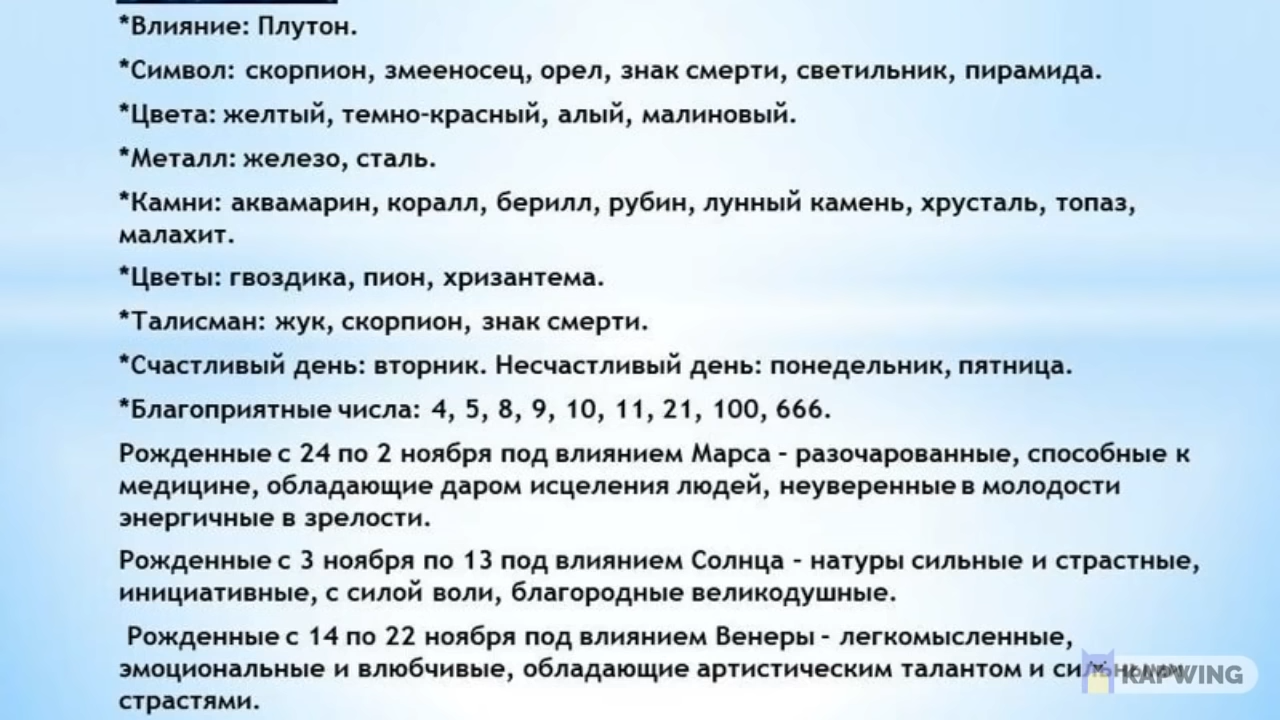 *Влияние: Плутон.
*Символ: скорпион, змееносец, орел, знак смерти, светильник, пирамида.
*Цвета: желтый, темно-красный, алый, малиновый.
*Металл: железо, сталь.
*Камни: аквамарин, коралл, берилл, рубин, лунный камень, хрусталь, топаз,
малахит.
*Цветы: гвоздика, пион, хризантема.
*Талисман: жук, скорпион, знак смерти.
*Счастливый день: вторник. Несчастливый день: понедельник, пятница.
*Благоприятные числа: 4, 5, 8, 9, 10, 11, 21, 100, 666.
Рожденные с 24 по 2 ноября под влиянием Марса - разочарованные, способные к
медицине, обладающие даром исцеления людей, неуверенные в молодости
энергичные в зрелости.
Рожденные с 3 ноября по 13 под влиянием Солнца - натуры сильные и страстные,
инициативные, с силой воли, благородные великодушные.
Рожденные с 14 по 22 ноября под влиянием Венеры - легкомысленные,
эмоциональные и влюбчивые, обладающие артистическим талантом и
страстями.
KAPWING